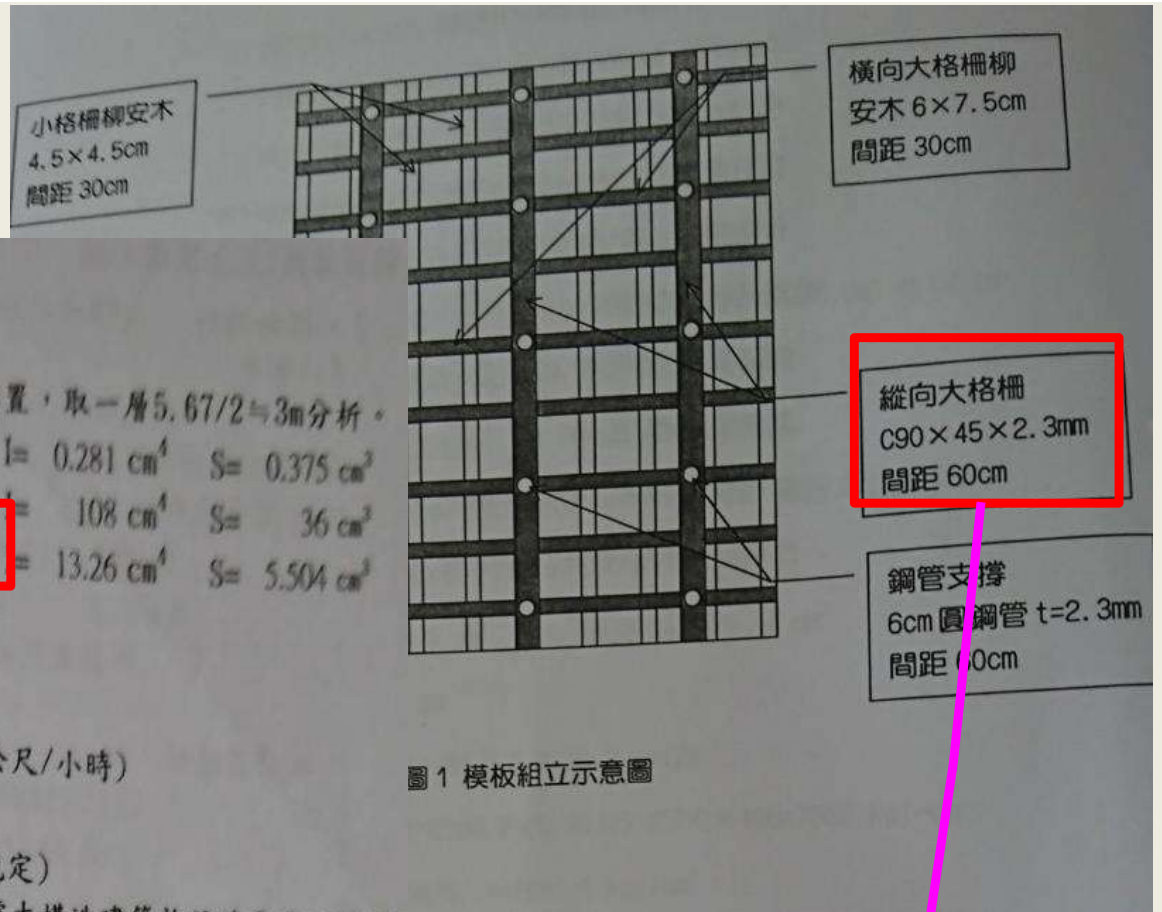 小格柵柳安木
4.5×4.5cm
間距 30cm
橫向大格柵柳
安木 6×7.5cm
間距 30cm
置，取一層5.67/2≒3m分析。
I= 0.281 cm⁴ S= 0.375 cm³
= 108 cm⁴ S= 36 cm³
= 13.26 cm⁴ S= 5.504 cm³
縱向大格柵
C90×45×2.3mm
間距 60cm
鋼管支撐
6cm 圓鋼管 t=2.3mm
間距 60cm
尺/小時)
圖 1 模板組立示意圖
定)